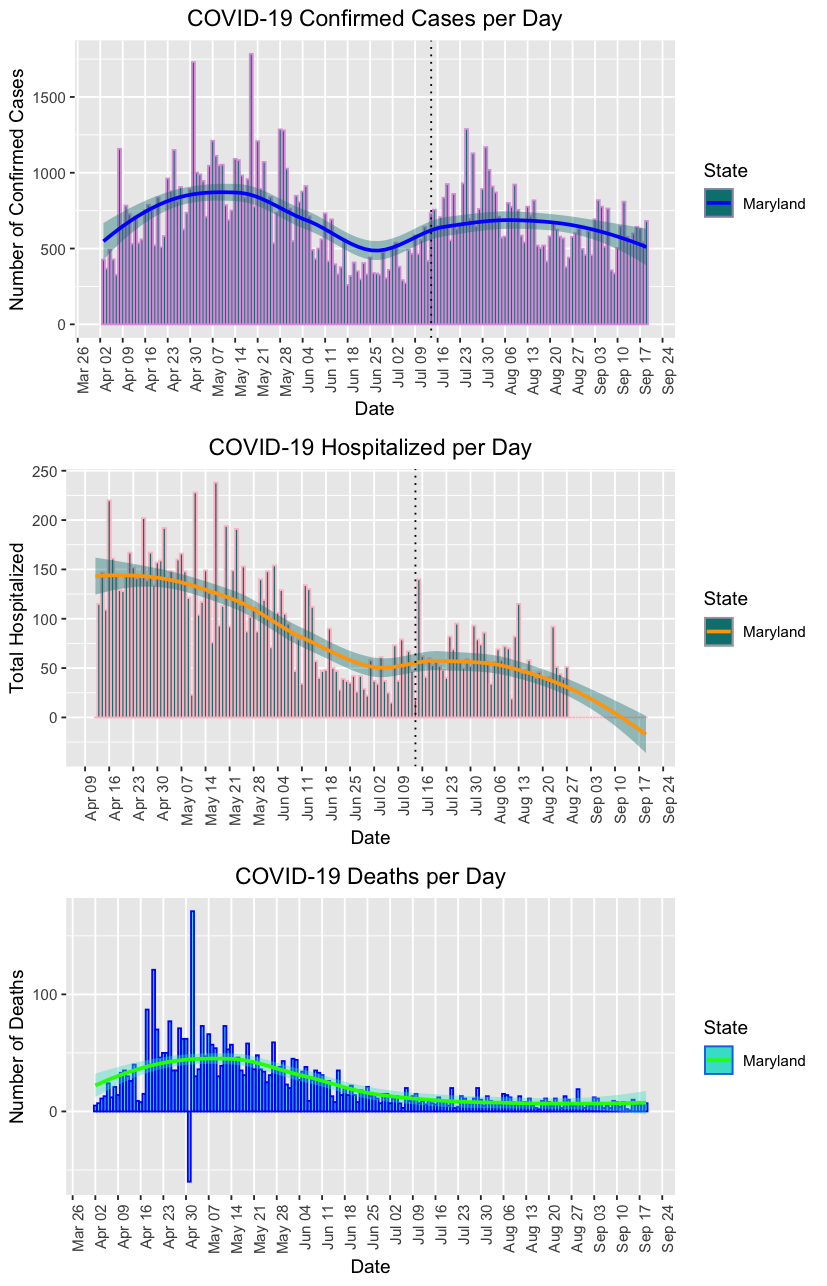 COVID-19 Confirmed Cases per Day
Number of Confirmed Cases
1500
1000
500
0
Mar 26
Apr 02
Apr 09
Apr 16
Apr 23
Apr 30
May 07
May 14
May 21
May 28
Jun 04
Jun 11
Jun 18
Jun 25
Jul 02
Jul 09
Jul 16
Jul 23
Jul 30
Aug 06
Aug 13
Aug 20
Aug 27
Sep 03
Sep 10
Sep 17
Sep 24
Date
State
Maryland
COVID-19 Hospitalized per Day
Total Hospitalized
250
200
150
100
50
0
Apr 09
Apr 16
Apr 23
Apr 30
May 07
May 14
May 21
May 28
Jun 04
Jun 11
Jun 18
Jun 25
Jul 02
Jul 09
Jul 16
Jul 23
Jul 30
Aug 06
Aug 13
Aug 20
Aug 27
Sep 03
Sep 10
Sep 17
Sep 24
Date
State
Maryland
COVID-19 Deaths per Day
Number of Deaths
100
0
Mar 26
Apr 02
Apr 09
Apr 16
Apr 23
Apr 30
May 07
May 14
May 21
May 28
Jun 04
Jun 11
Jun 18
Jun 25
Jul 02
Jul 09
Jul 16
Jul 23
Jul 30
Aug 06
Aug 13
Aug 20
Aug 27
Sep 03
Sep 10
Sep 17
Sep 24
Date
State
Maryland